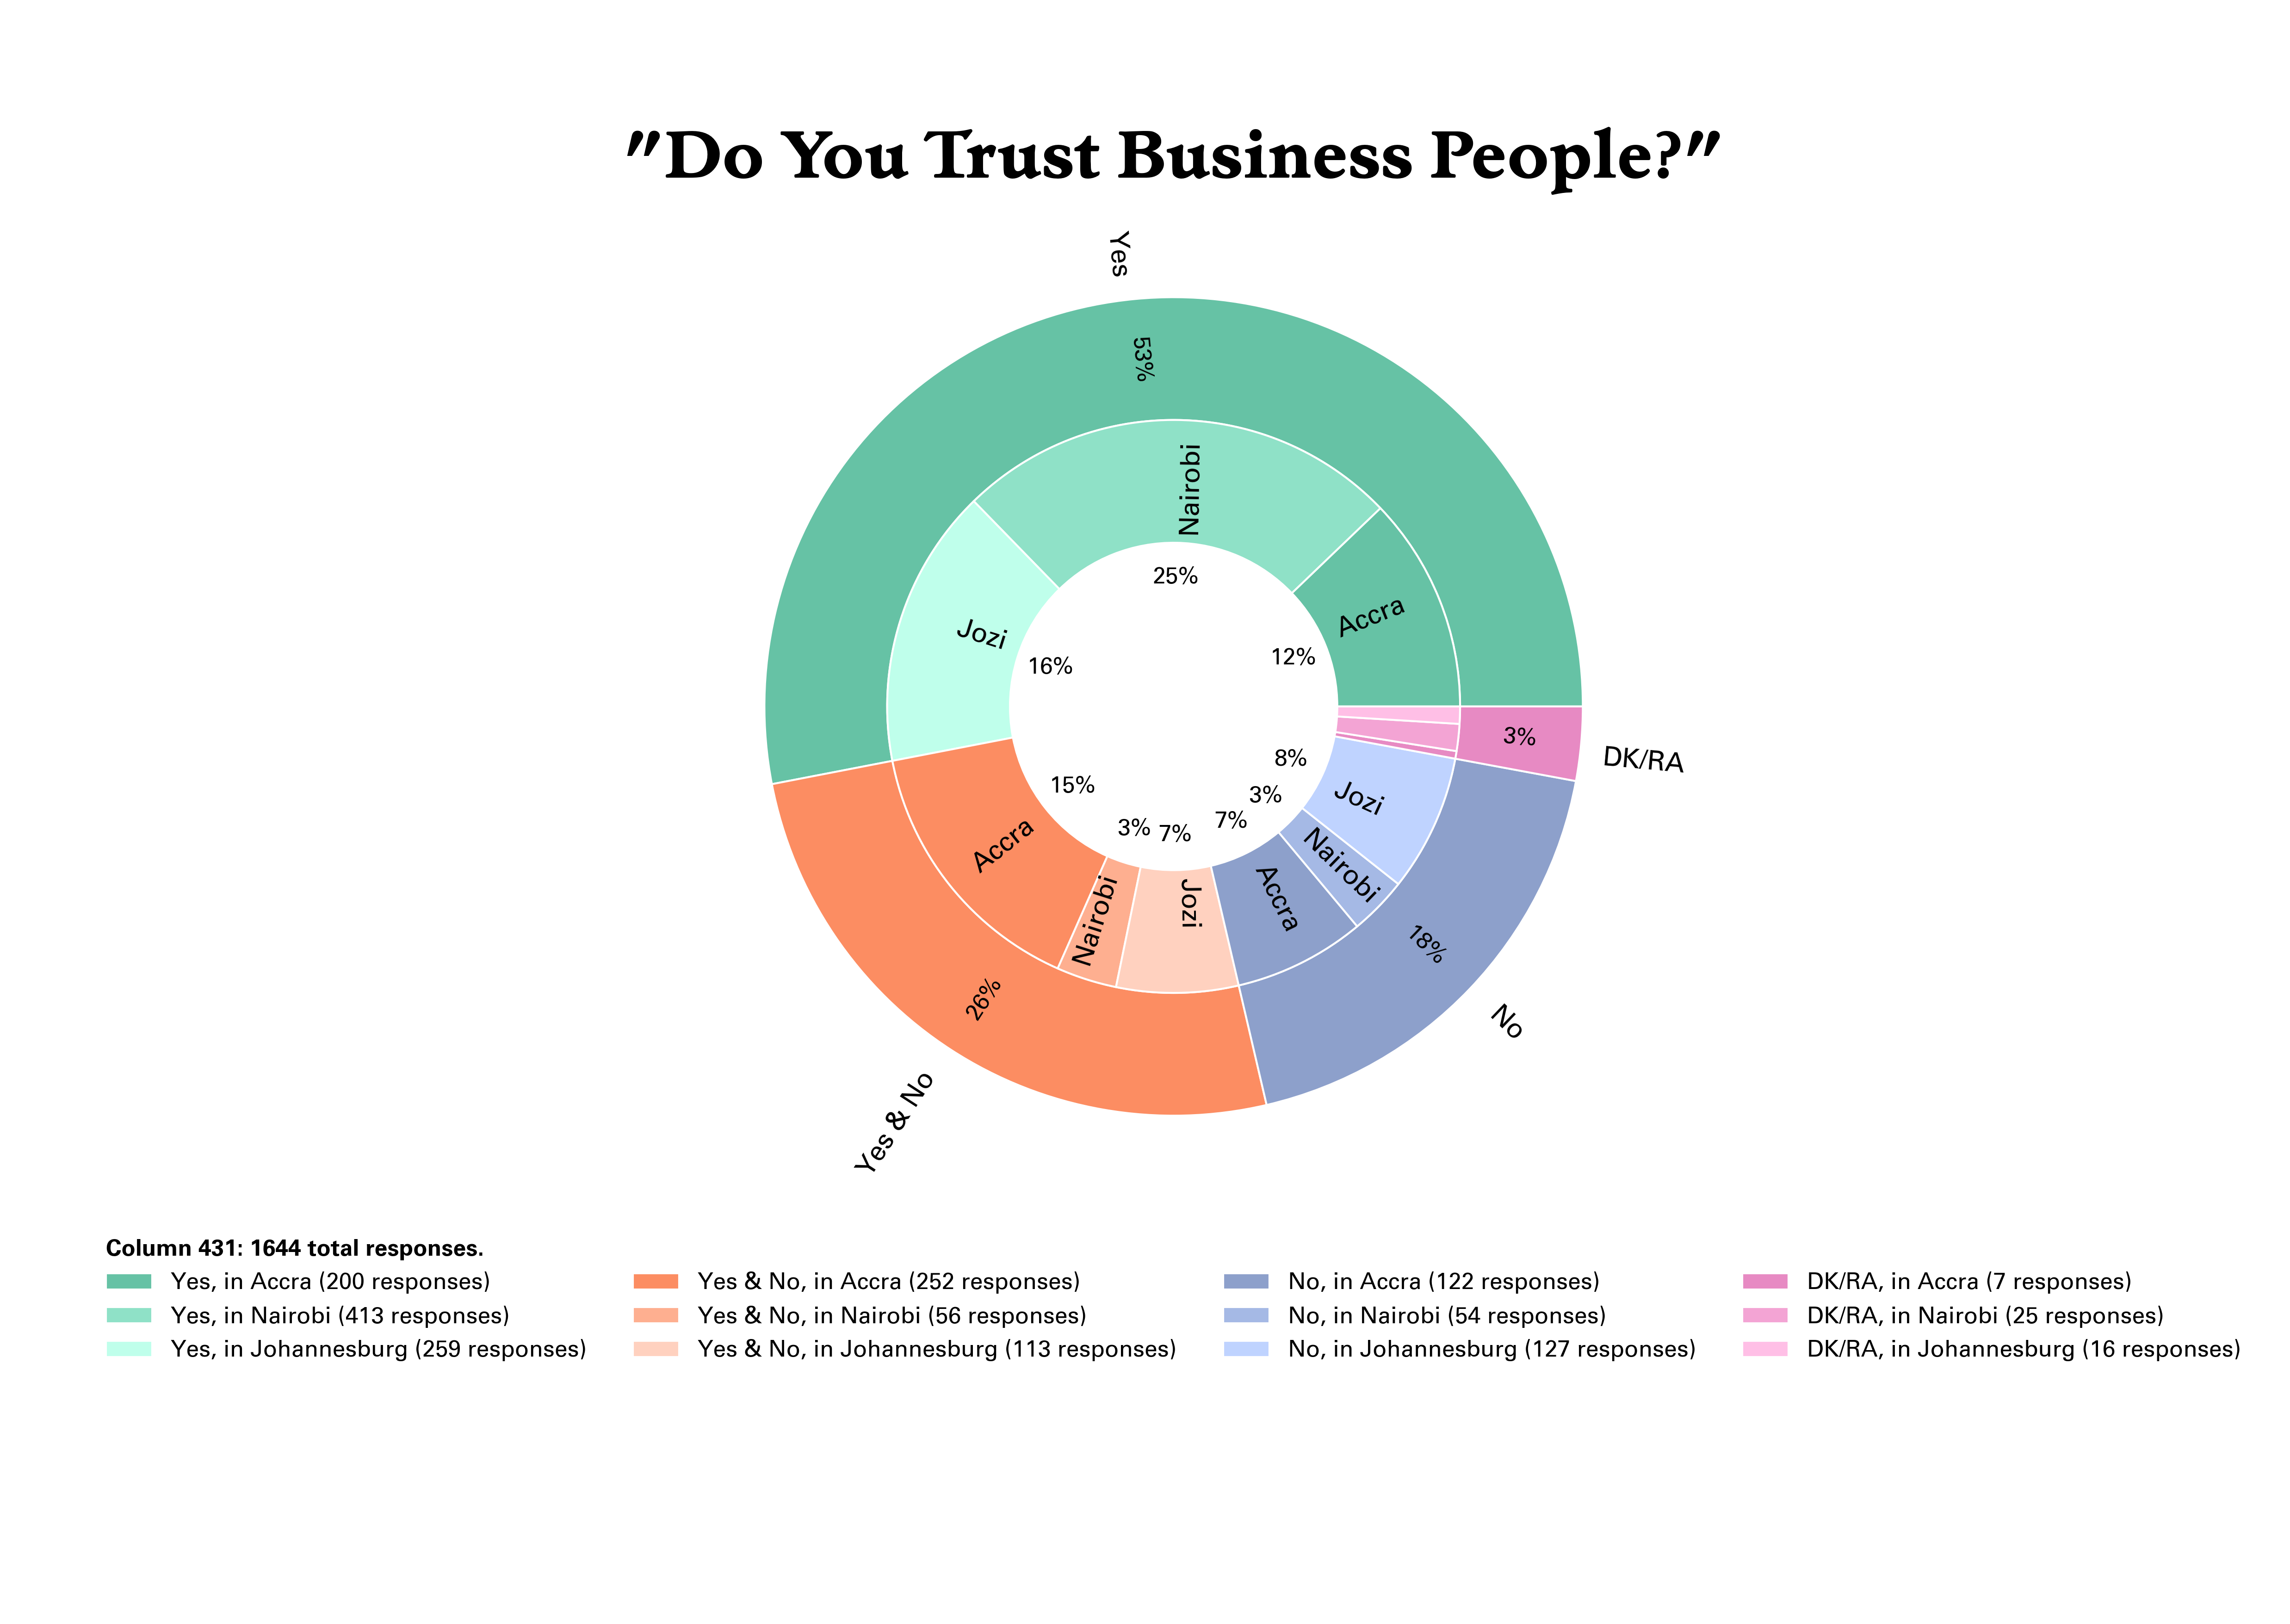 "Do You Trust Business People?"
Yes
53%
Nairobi
25%
Accra
12%
Jozi
16%
3%
DK/RA
8%
Jozi
15%
3%
Accra
3%
7%
7%
Nairobi
Nairobi
Jozi
Accra
18%
26%
No
Yes & No
Column 431: 1644 total responses.
Yes, in Accra (200 responses)
Yes, in Nairobi (413 responses)
Yes, in Johannesburg (259 responses)
Yes & No, in Accra (252 responses)
Yes & No, in Nairobi (56 responses)
Yes & No, in Johannesburg (113 responses)
No, in Accra (122 responses)
No, in Nairobi (54 responses)
No, in Johannesburg (127 responses)
DK/RA, in Accra (7 responses)
DK/RA, in Nairobi (25 responses)
DK/RA, in Johannesburg (16 responses)